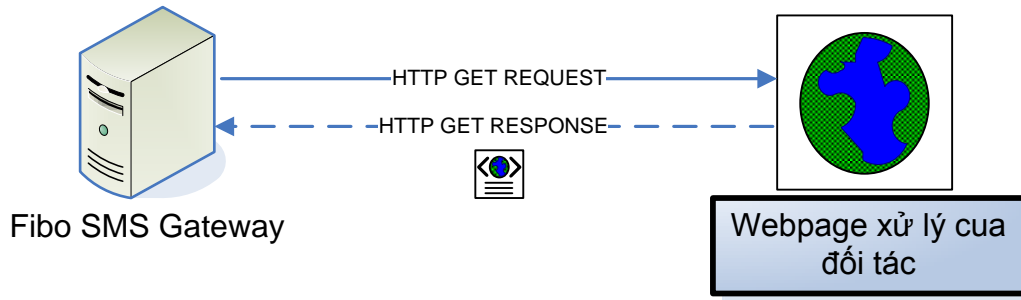 HTTP GET REQUEST
HTTP GET RESPONSE
Fibo SMS Gateway
Webpage xử lý cua
đối tác